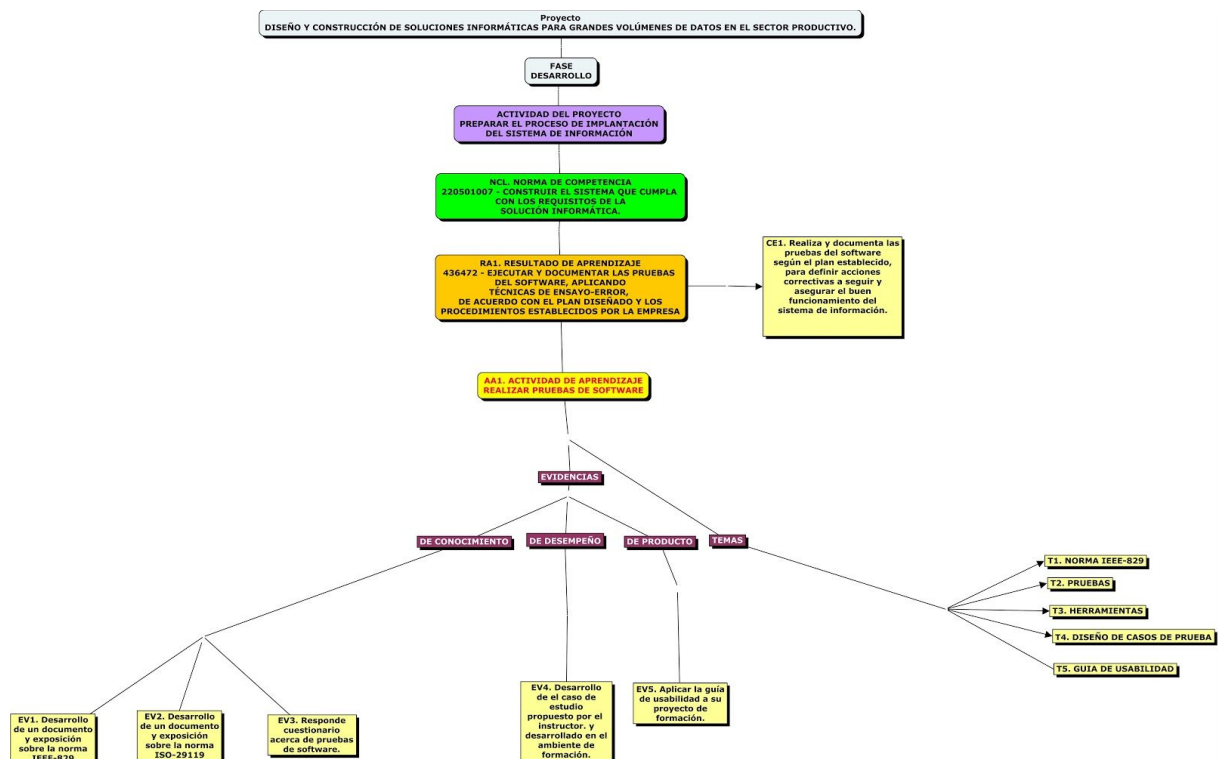 Proyecto
DISEÑO Y CONSTRUCCIÓN DE SOLUCIONES INFORMÁTICAS PARA GRANDES VOLÚMENES DE DATOS EN EL SECTOR PRODUCTIVO.
FASE
DESARROLLO
ACTIVIDAD DEL PROYECTO
PREPARAR EL PROCESO DE IMPLANTACIÓN
DEL SISTEMA DE INFORMACIÓN
NCL. NORMA DE COMPETENCIA
220501007 - CONSTRUIR EL SISTEMA QUE CUMPLA
CON LOS REQUISITOS DE LA
SOLUCIÓN INFORMÁTICA.
RA1. RESULTADO DE APRENDIZAJE
436472 - EJECUTAR Y DOCUMENTAR LAS PRUEBAS
DEL SOFTWARE, APLICANDO
TÉCNICAS DE ENSAYO-ERROR,
DE ACUERDO CON EL PLAN DISEÑADO Y LOS
PROCEDIMIENTOS ESTABLECIDOS POR LA EMPRESA
CE1. Realiza y documenta las
pruebas del software
según el plan establecido,
para definir acciones
correctivas a seguir y
asegurar el buen
funcionamiento del
sistema de información.
AA1. ACTIVIDAD DE APRENDIZAJE
REALIZAR PRUEBAS DE SOFTWARE
EVIDENCIAS
DE CONOCIMIENTO
DE DESEMPEÑO
DE PRODUCTO
TEMAS
T1. NORMA IEEE-829
T2. PRUEBAS
T3. HERRAMIENTAS
T4. DISEÑO DE CASOS DE PRUEBA
T5. GUIA DE USABILIDAD
EV1. Desarrollo
de un documento
y exposición
sobre la norma
IEEE-829
EV2. Desarrollo
de un documento
y exposición
sobre la norma
ISO-29119
EV3. Responde
cuestionario
acerca de pruebas
de software.
EV4. Desarrollo
de el caso de
estudio
propuesto por el
instructor. y
desarrollado en el
ambiente de
formación.
EV5. Aplicar la guía
de usabilidad a su
proyecto de
formación.